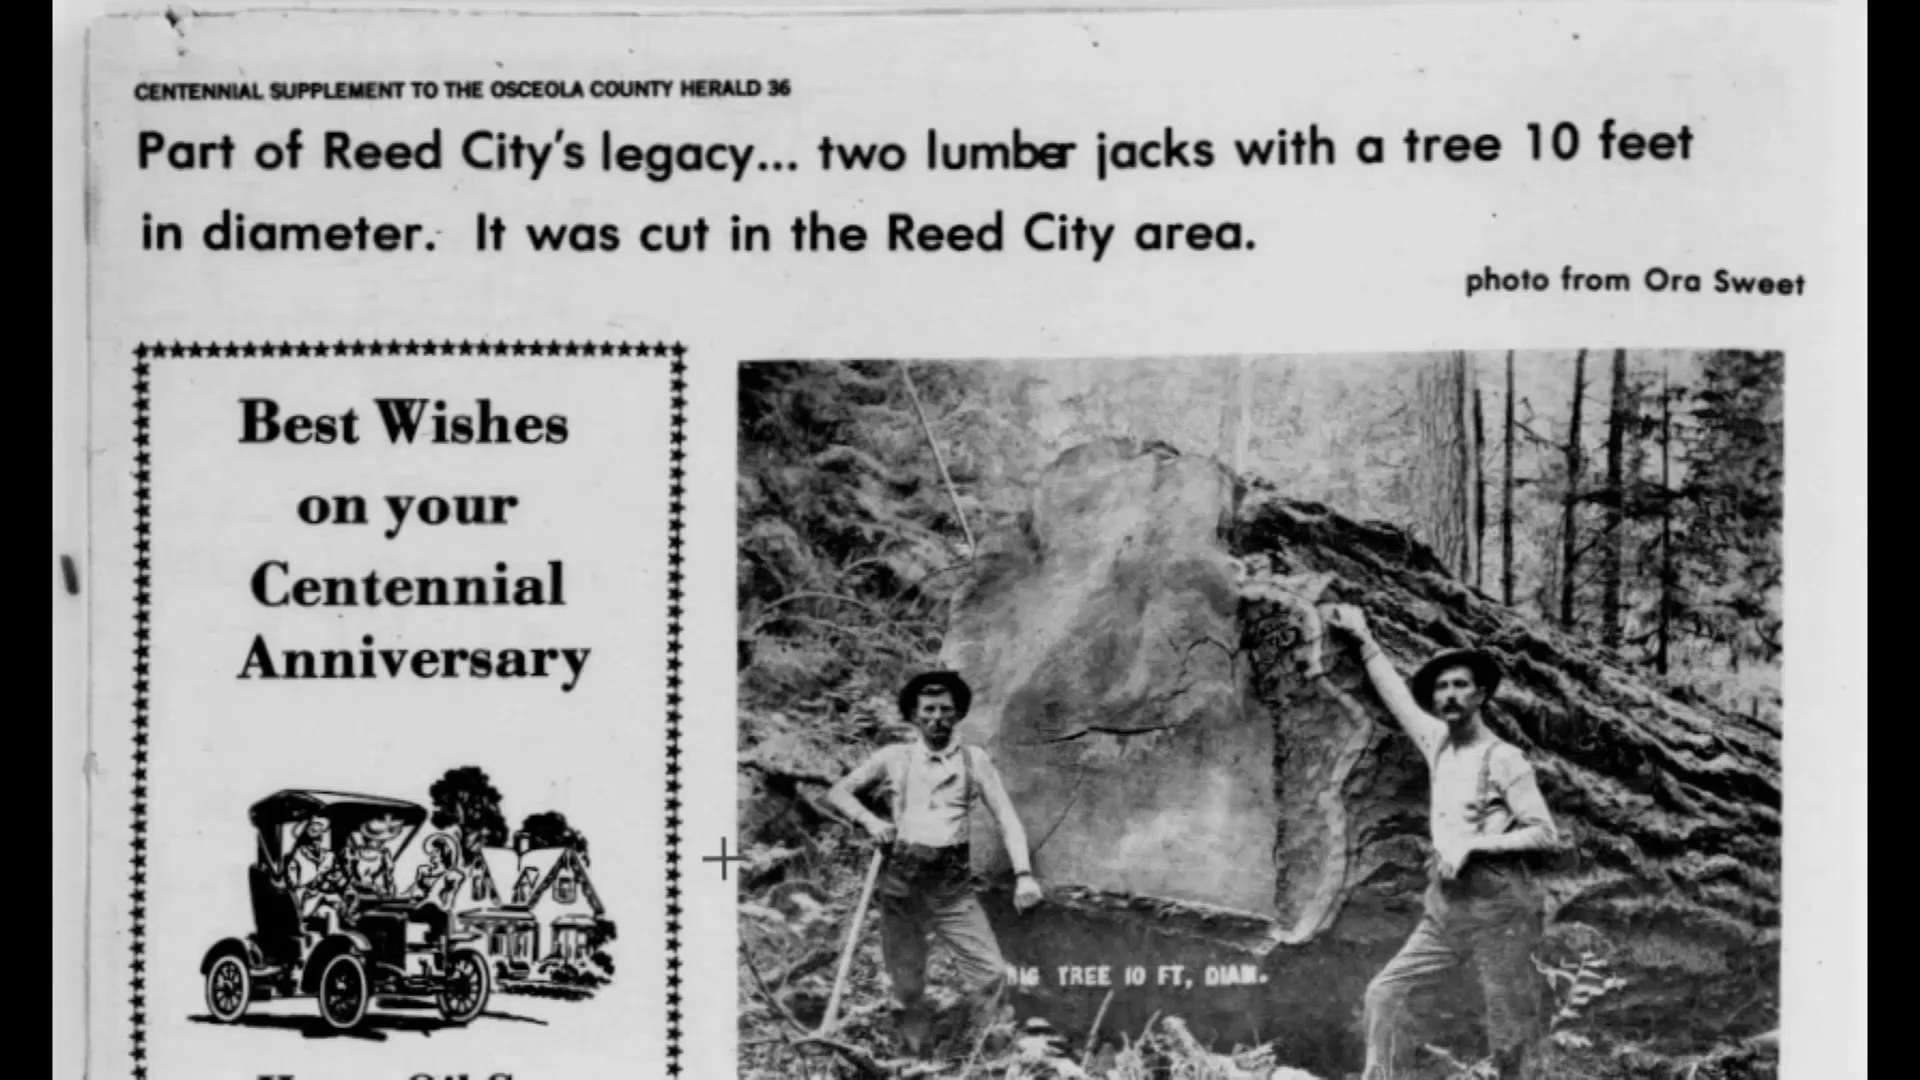 CENTENNIAL SUPPLEMENT TO THE OSCEOLA COUNTY HERALD 36
Part of Reed City's legacy... two lumber jacks with a tree 10 feet
in diameter. It was cut in the Reed City area.
photo from Ora Sweet
Best Wishes
on your
Centennial
Anniversary
BIG TREE 10 FT, DIAM.